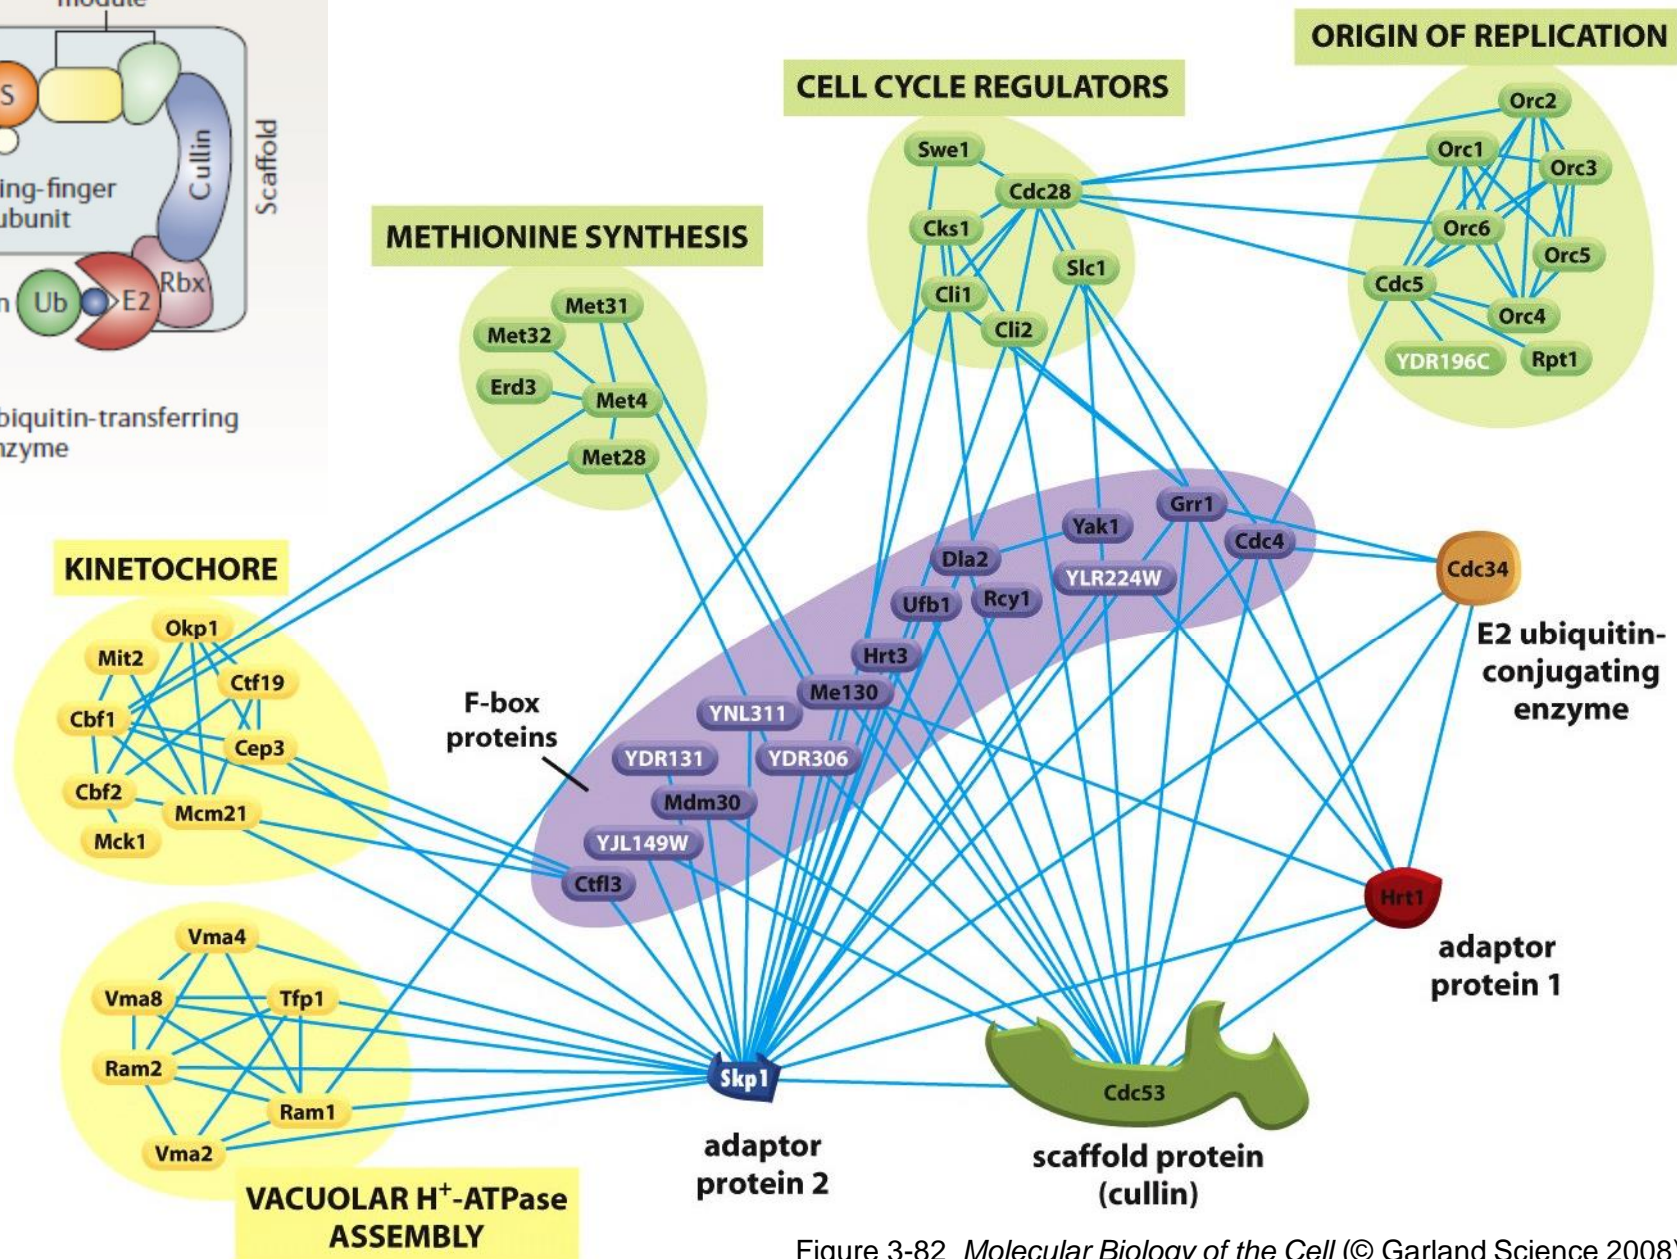 module
S
ing-finger
ubunit
Cullin
Scaffold
n
Ub
E2
Rbx
biquitin-transferring
nzyme
ORIGIN OF REPLICATION
Orc2
Orc1
Orc3
Orc6
Orc5
Cdc5
Orc4
YDR196C
Rpt1
CELL CYCLE REGULATORS
Swe1
Cdc28
Cks1
Slc1
Cli1
Cli2
METHIONINE SYNTHESIS
Met31
Met32
Erd3
Met4
Met28
KINETOCHORE
Okp1
Mit2
Ctf19
Cbf1
Cep3
Cbf2
Mcm21
Mck1
F-box
proteins
Grr1
Yak1
Cdc4
Dla2
YLR224W
Ufb1
Rcy1
Hrt3
Me130
YNL311
YDR131
YDR306
Mdm30
YJL149W
Ctfl3
Cdc34
E2 ubiquitin-
conjugating
enzyme
Hrt1
adaptor
protein 1
Vma4
Vma8
Tfp1
Ram2
Ram1
Vma2
VACUOLAR H⁺-ATPase
ASSEMBLY
Skp1
adaptor
protein 2
Cdc53
scaffold protein
(cullin)
Figure 3-82 Molecular Biology of the Cell (© Garland Science 2008